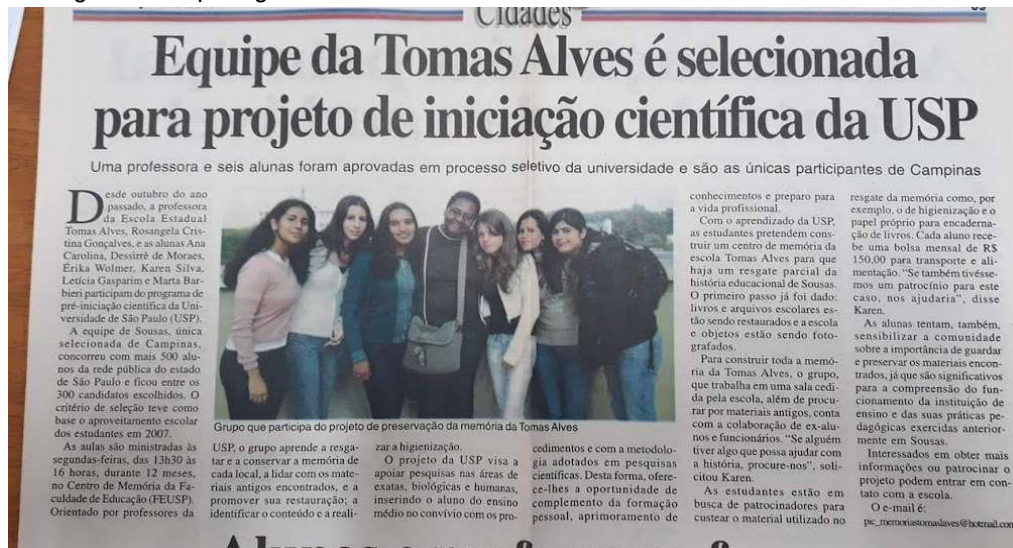 Cidades
Equipe da Tomas Alves é selecionada
para projeto de iniciação científica da USP
Uma professora e seis alunas foram aprovadas em processo seletivo da universidade e são as únicas participantes de Campinas
Desde outubro do ano
passado, a professora
da Escola Estadual
Tomas Alves, Rosangela Cris-
tina Gonçalves, e as alunas Ana
Carolina, Dessirrê de Moraes,
Érika Wolmer, Karen Silva,
Letícia Gasparim e Marta Bar-
bieri participam do programa de
pré-iniciação científica da Uni-
versidade de São Paulo (USP).
A equipe de Sousas, única
selecionada de Campinas,
concorreu com mais 500 alu-
nos da rede pública do estado
de São Paulo e ficou entre os
300 candidatos escolhidos. O
critério de seleção teve como
base o aproveitamento escolar
dos estudantes em 2007.
As aulas são ministradas às
segundas-feiras, das 13h30 às
16 horas, durante 12 meses,
no Centro de Memória da Fa-
culdade de Educação (FEUSP).
Orientado por professores da
Grupo que participa do projeto de preservação da memória da Tomas Alves
USP, o grupo aprende a resga-
tar e a conservar a memória de
cada local, a lidar com os mate-
riais antigos encontrados, e a
promover sua restauração; a
identificar o conteúdo e a reali-
zar a higienização.
O projeto da USP visa a
apoiar pesquisas nas áreas de
exatas, biológicas e humanas,
inserindo o aluno do ensino
médio no convívio com os pro-
cedimentos e com a metodolo-
gia adotados em pesquisas
científicas. Desta forma, ofere-
ce-lhes a oportunidade de
complemento da formação
pessoal, aprimoramento de
conhecimentos e preparo para
a vida profissional.
Com o aprendizado da USP,
as estudantes pretendem cons-
truir um centro de memória da
escola Tomas Alves para que
haja um resgate parcial da
história educacional de Sousas.
O primeiro passo já foi dado:
livros e arquivos escolares es-
tão sendo restaurados e a escola
e objetos estão sendo foto-
grafados.
Para construir toda a memó-
ria da Tomas Alves, o grupo,
que trabalha em uma sala cedi-
da pela escola, além de procu-
rar por materiais antigos, conta
com a colaboração de ex-alu-
nos e funcionários. “Se alguém
tiver algo que possa ajudar com
a história, procure-nos”, soli-
citou Karen.
As estudantes estão em
busca de patrocinadores para
custear o material utilizado no
resgate da memória como, por
exemplo, o de higienização e o
papel próprio para encaderna-
ção de livros. Cada aluno rece-
be uma bolsa mensal de R$
150,00 para transporte e ali-
mentação. “Se também tivésse-
mos um patrocínio para este
caso, nos ajudaria”, disse
Karen.
As alunas tentam, também,
sensibilizar a comunidade
sobre a importância de guardar
e preservar os materiais encon-
trados, já que são significativos
para a compreensão do fun-
cionamento da instituição de
ensino e das suas práticas pe-
dagógicas exercidas anterior-
mente em Sousas.
Interessados em obter mais
informações ou patrocinar o
projeto podem entrar em con-
tato com a escola.
O e-mail é:
pic_memoriastomaslaves@hotmail.com